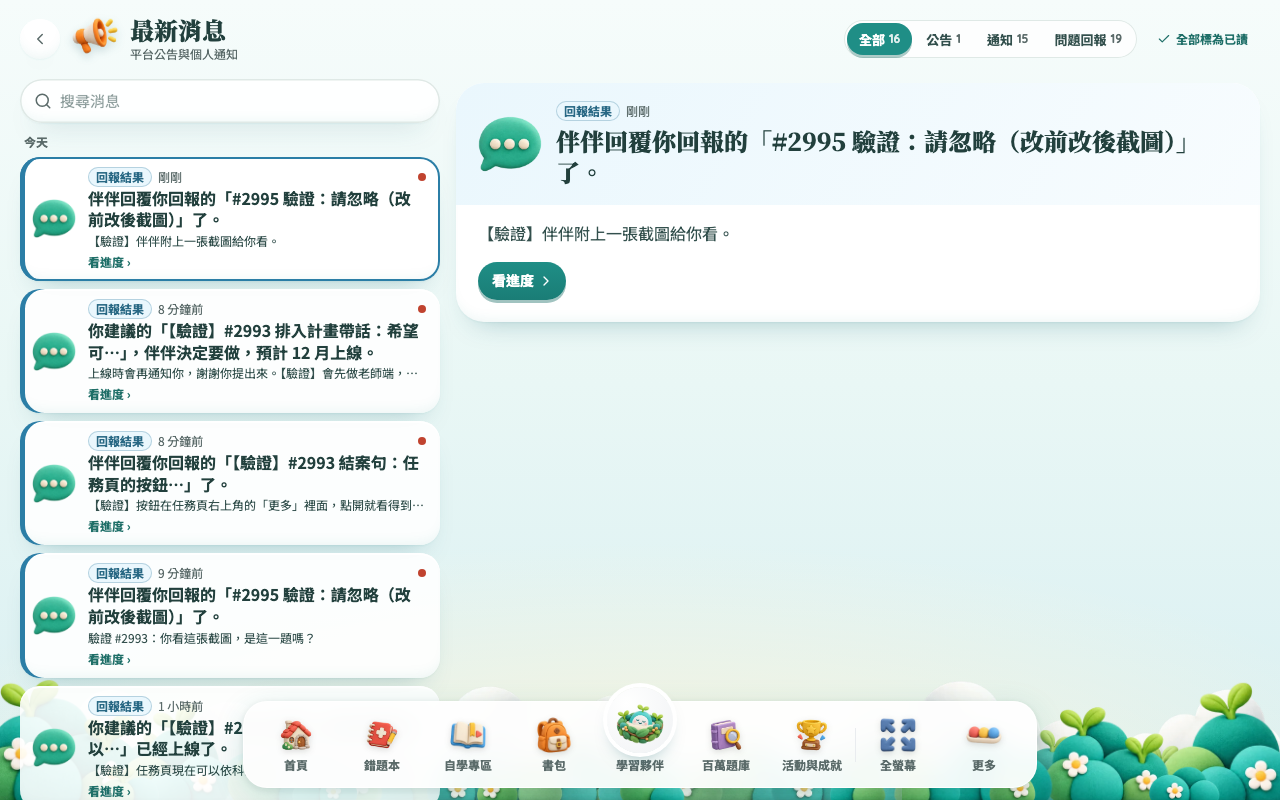 最新消息
平台公告與個人通知
全部 16
公告 1
通知 15
問題回報 19
全部標為已讀
搜尋消息
今天
回報結果 剛剛
伴伴回覆你回報的「#2995 驗證：請忽略（改
前改後截圖）」了。
【驗證】伴伴附上一張截圖給你看。
看進度 ›
回報結果 8 分鐘前
你建議的「【驗證】#2993 排入計畫帶話：希望
可…」，伴伴決定要做，預計 12 月上線。
上線時會再通知你，謝謝你提出來。【驗證】會先做老師端，…
看進度 ›
回報結果 8 分鐘前
伴伴回覆你回報的「【驗證】#2993 結案句：任
務頁的按鈕…」了。
【驗證】按鈕在任務頁右上角的「更多」裡面，點開就看得到…
看進度 ›
回報結果 9 分鐘前
伴伴回覆你回報的「#2995 驗證：請忽略（改
前改後截圖）」了。
驗證 #2993：你看這張截圖，是這一題嗎？
看進度 ›
回報結果 1 小時前
你建議的「【驗證】#2
以…」已經上線了。
【驗證】任務頁現在可以依科
看進度 ›
回報結果 剛剛
伴伴回覆你回報的「#2995 驗證：請忽略（改前改後截圖）」
了。
【驗證】伴伴附上一張截圖給你看。
看進度
首頁
錯題本
自學專區
書包
學習夥伴
百萬題庫
活動與成就
全螢幕
更多